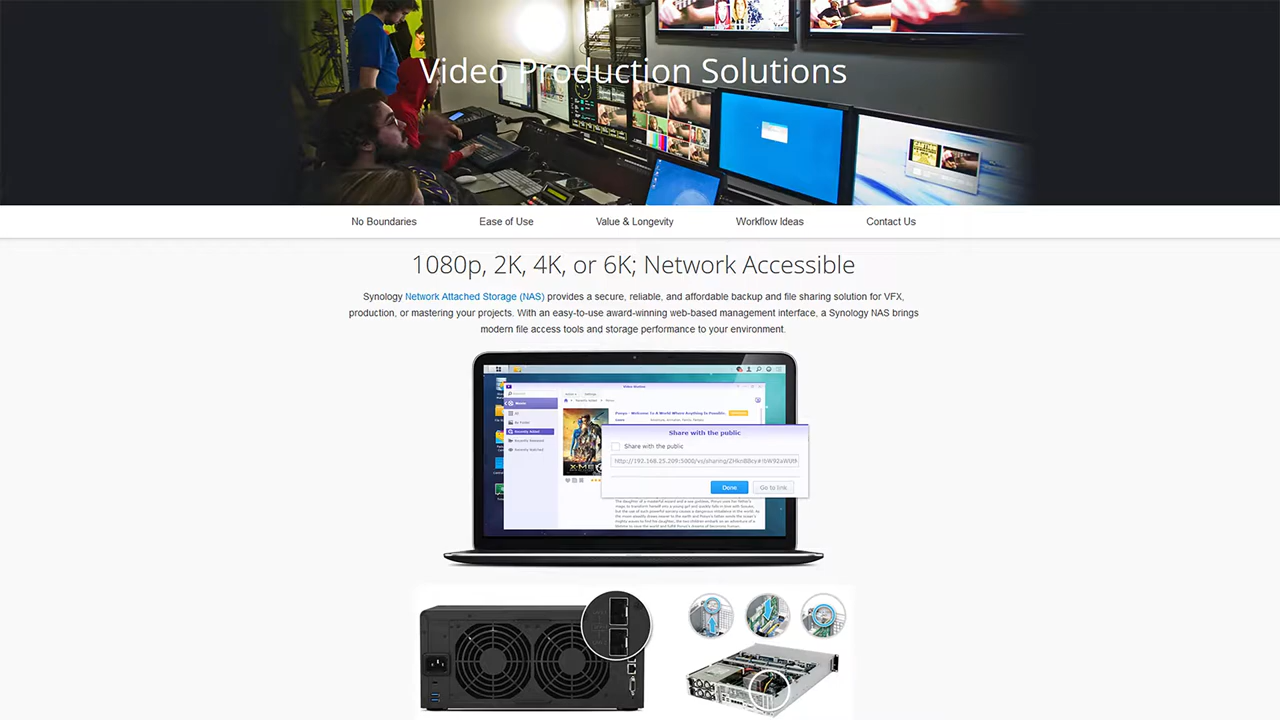 Video Production Solutions
No Boundaries
Ease of Use
Value & Longevity
Workflow Ideas
Contact Us
1080p, 2K, 4K, or 6K; Network Accessible
Synology Network Attached Storage (NAS) provides a secure, reliable, and affordable backup and file sharing solution for VFX,
production, or mastering your projects. With an easy-to-use award-winning web-based management interface, a Synology NAS brings
modern file access tools and storage performance to your environment.
Video Station
Share with the public
Share with the public
Done
Go to link